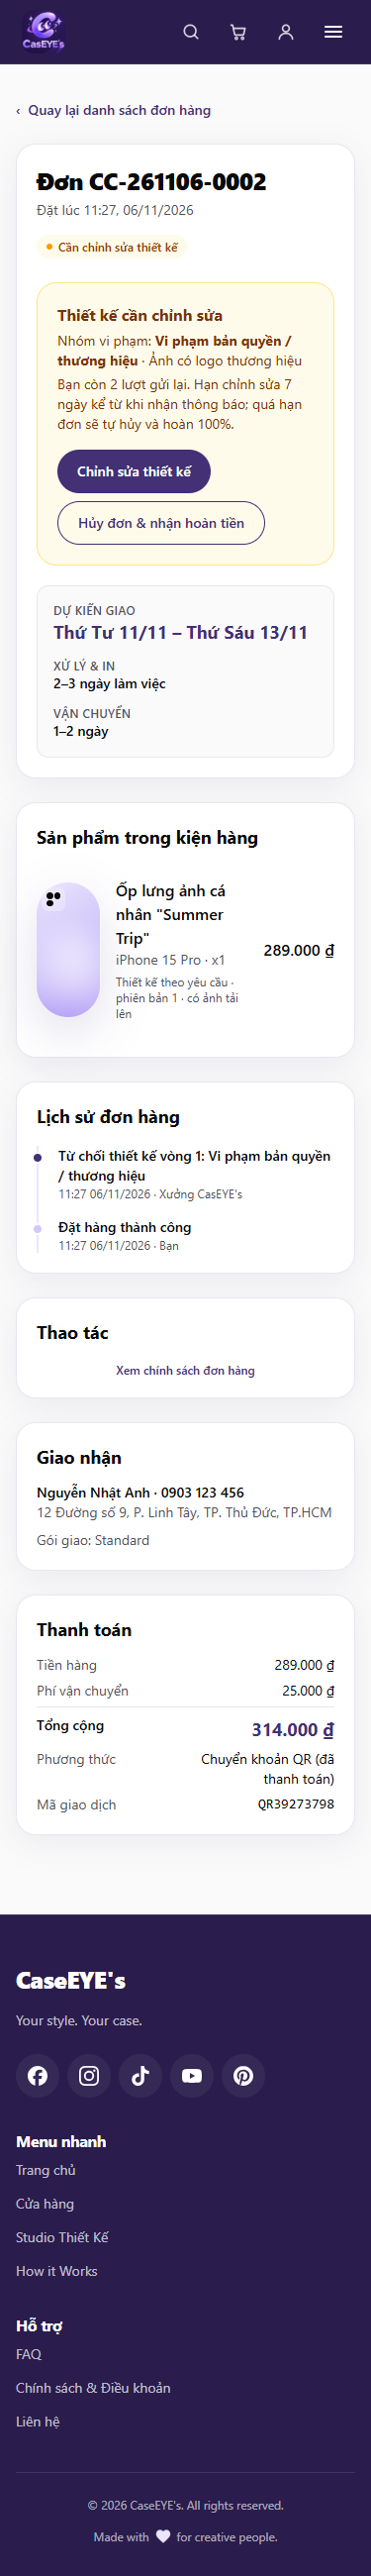 CasEYE's
‹ Quay lại danh sách đơn hàng
Đơn CC-261106-0002
Đặt lúc 11:27, 06/11/2026
Cần chỉnh sửa thiết kế
Thiết kế cần chỉnh sửa
Nhóm vi phạm: Vi phạm bản quyền /
thương hiệu · Ảnh có logo thương hiệu
Bạn còn 2 lượt gửi lại. Hạn chỉnh sửa 7
ngày kể từ khi nhận thông báo; quá hạn
đơn sẽ tự hủy và hoàn 100%.
Chỉnh sửa thiết kế
Hủy đơn & nhận hoàn tiền
DỰ KIẾN GIAO
Thứ Tư 11/11 – Thứ Sáu 13/11
XỬ LÝ & IN
2–3 ngày làm việc
VẬN CHUYỂN
1–2 ngày
Sản phẩm trong kiện hàng
Ốp lưng ảnh cá
nhân "Summer
Trip"
iPhone 15 Pro · x1
Thiết kế theo yêu cầu ·
phiên bản 1 · có ảnh tải
lên
289.000 ₫
Lịch sử đơn hàng
Từ chối thiết kế vòng 1: Vi phạm bản quyền
/ thương hiệu
11:27 06/11/2026 · Xưởng CasEYE's
Đặt hàng thành công
11:27 06/11/2026 · Bạn
Thao tác
Xem chính sách đơn hàng
Giao nhận
Nguyễn Nhật Anh · 0903 123 456
12 Đường số 9, P. Linh Tây, TP. Thủ Đức, TP.HCM
Gói giao: Standard
Thanh toán
Tiền hàng 289.000 ₫
Phí vận chuyển 25.000 ₫
Tổng cộng 314.000 ₫
Phương thức Chuyển khoản QR (đã
thanh toán)
Mã giao dịch QR39273798
CaseEYE's
Your style. Your case.
Menu nhanh
Trang chủ
Cửa hàng
Studio Thiết Kế
How it Works
Hỗ trợ
FAQ
Chính sách & Điều khoản
Liên hệ
© 2026 CaseEYE's. All rights reserved.
Made with 🤍 for creative people.